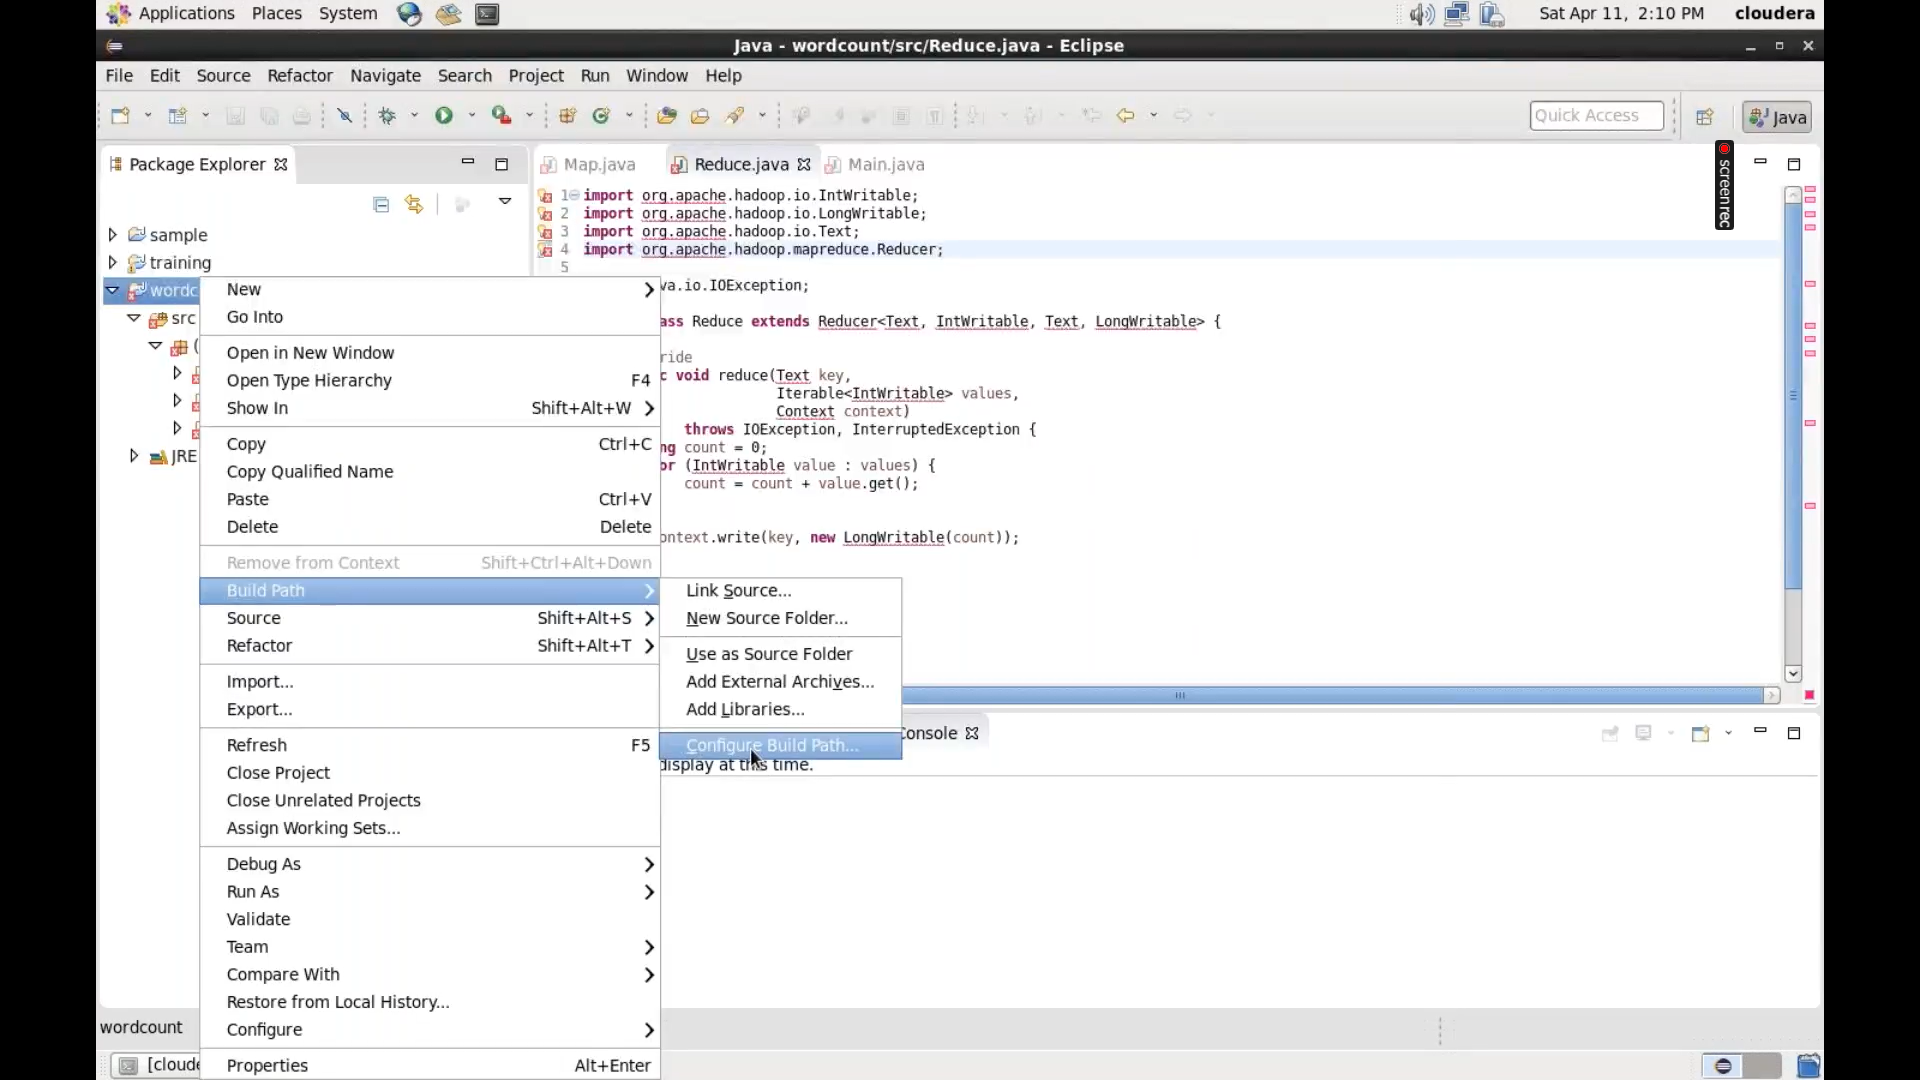 Applications Places System Sat Apr 11, 2:10 PM cloudera
Java - wordcount/src/Reduce.java - Eclipse
File Edit Source Refactor Navigate Search Project Run Window Help
Quick Access Java
Package Explorer
sample
training
wordc
src
(
JRE
Map.java Reduce.java Main.java
screenrec
1 import org.apache.hadoop.io.IntWritable;
2 import org.apache.hadoop.io.LongWritable;
3 import org.apache.hadoop.io.Text;
4 import org.apache.hadoop.mapreduce.Reducer;
5
va.io.IOException;
ass Reduce extends Reducer<Text, IntWritable, Text, LongWritable> {
ride
c void reduce(Text key,
Iterable<IntWritable> values,
Context context)
throws IOException, InterruptedException {
ng count = 0;
or (IntWritable value : values) {
count = count + value.get();
ontext.write(key, new LongWritable(count));
New
Go Into
Open in New Window
Open Type Hierarchy F4
Show In Shift+Alt+W
Copy Ctrl+C
Copy Qualified Name
Paste Ctrl+V
Delete Delete
Remove from Context Shift+Ctrl+Alt+Down
Build Path
Source Shift+Alt+S
Refactor Shift+Alt+T
Import...
Export...
Refresh F5
Close Project
Close Unrelated Projects
Assign Working Sets...
Debug As
Run As
Validate
Team
Compare With
Restore from Local History...
Configure
Properties Alt+Enter
Link Source...
New Source Folder...
Use as Source Folder
Add External Archives...
Add Libraries...
Configure Build Path...
Console
display at this time.
wordcount
[cloude